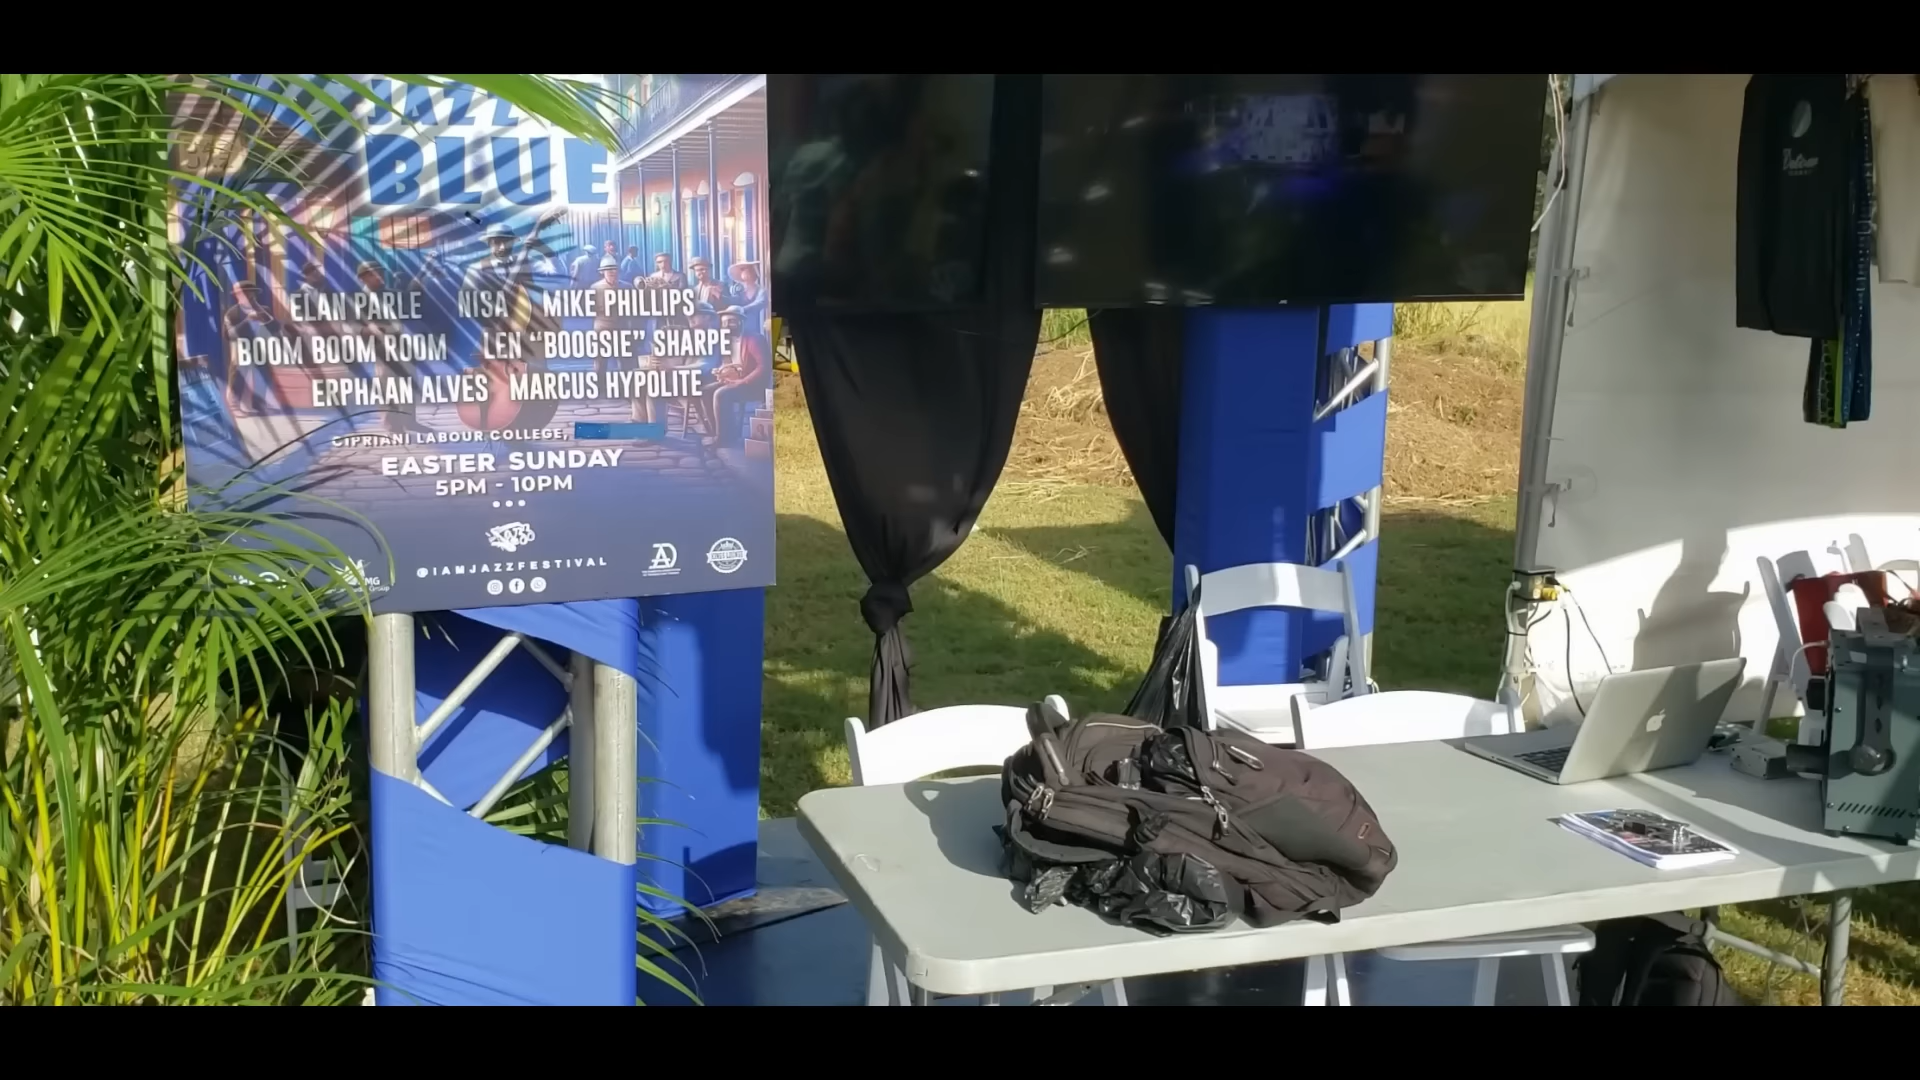 JAZZ
BLUE
ELAN PARLE NISA MIKE PHILLIPS
BOOM BOOM ROOM LEN “BOOGSIE” SHARPE
ERPHAAN ALVES MARCUS HYPOLITE
CIPRIANI LABOUR COLLEGE,
EASTER SUNDAY
5PM - 10PM
@IAMJAZZFESTIVAL